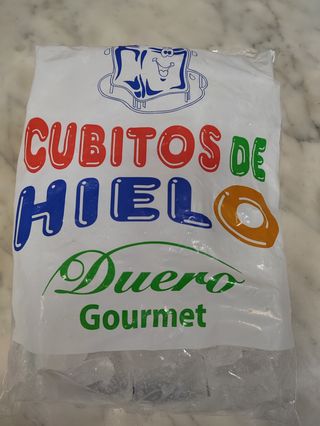 CUBITOS DE
HIELO
Duero
Gourmet